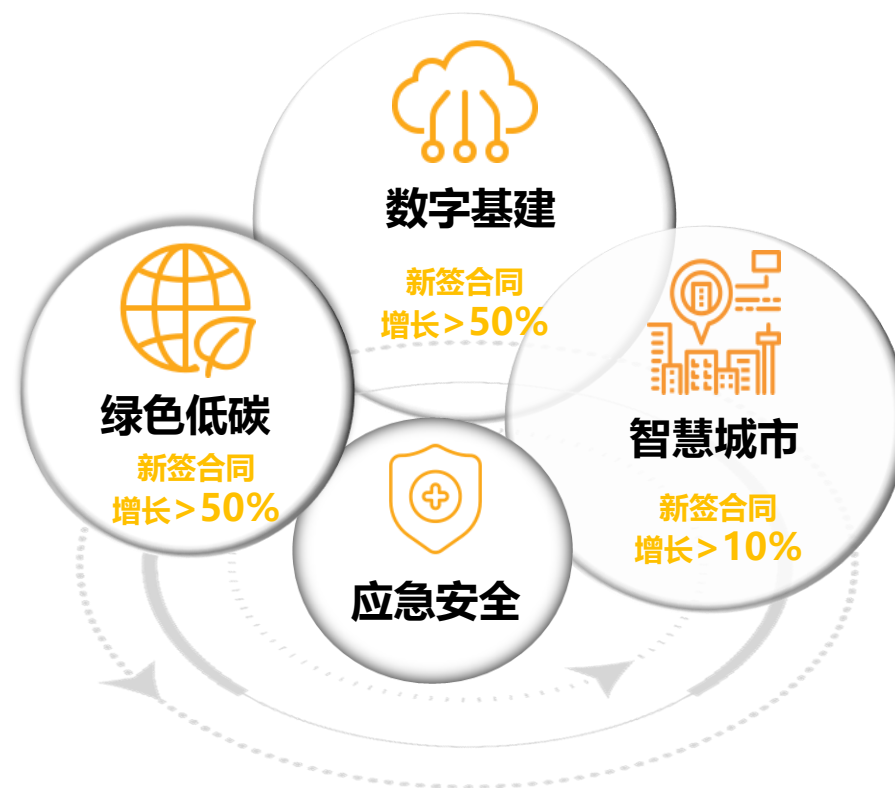 数字基建
新签合同
增长>50%
绿色低碳
新签合同
增长>50%
智慧城市
新签合同
增长>10%
应急安全